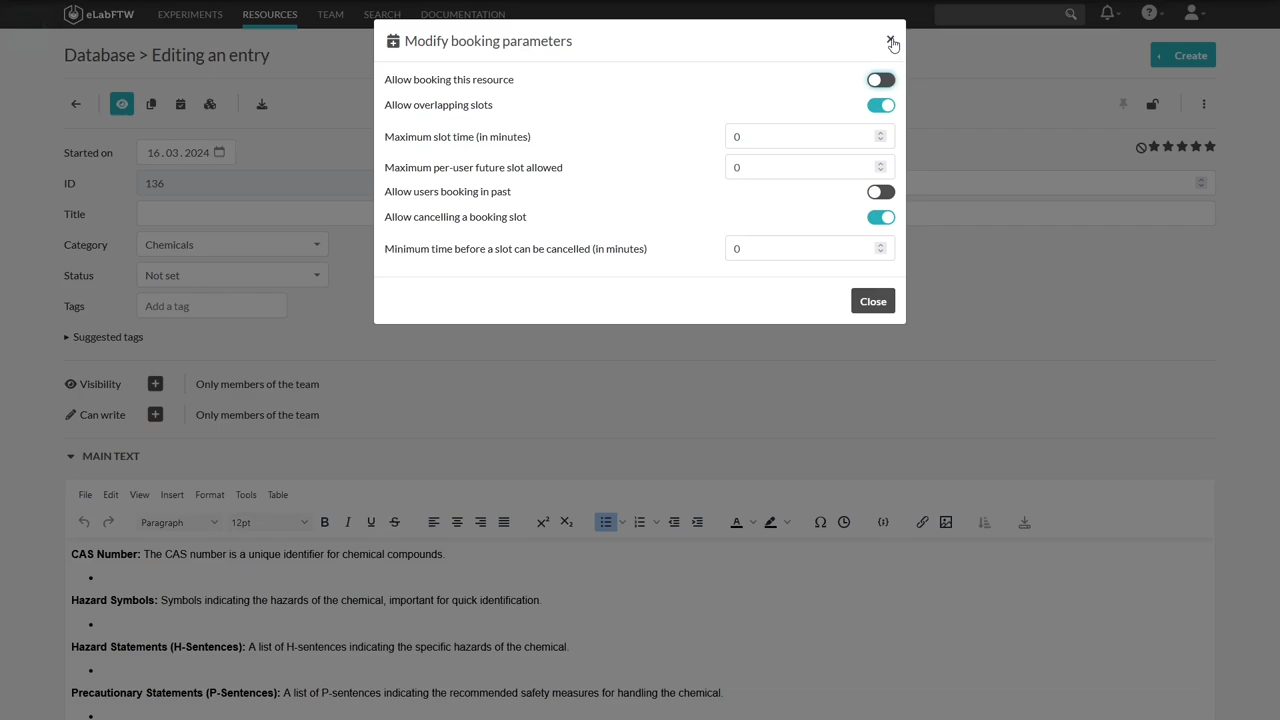 eLabFTW EXPERIMENTS RESOURCES TEAM SEARCH DOCUMENTATION
Modify booking parameters
Database > Editing an entry
Create
Allow booking this resource
Allow overlapping slots
Maximum slot time (in minutes) 0
Maximum per-user future slot allowed 0
Allow users booking in past
Allow cancelling a booking slot
Minimum time before a slot can be cancelled (in minutes) 0
Close
Started on 16.03.2024
ID 136
Title
Category Chemicals
Status Not set
Tags Add a tag
Suggested tags
Visibility Only members of the team
Can write Only members of the team
MAIN TEXT
File Edit View Insert Format Tools Table
Paragraph 12pt
CAS Number: The CAS number is a unique identifier for chemical compounds.
Hazard Symbols: Symbols indicating the hazards of the chemical, important for quick identification.
Hazard Statements (H-Sentences): A list of H-sentences indicating the specific hazards of the chemical.
Precautionary Statements (P-Sentences): A list of P-sentences indicating the recommended safety measures for handling the chemical.